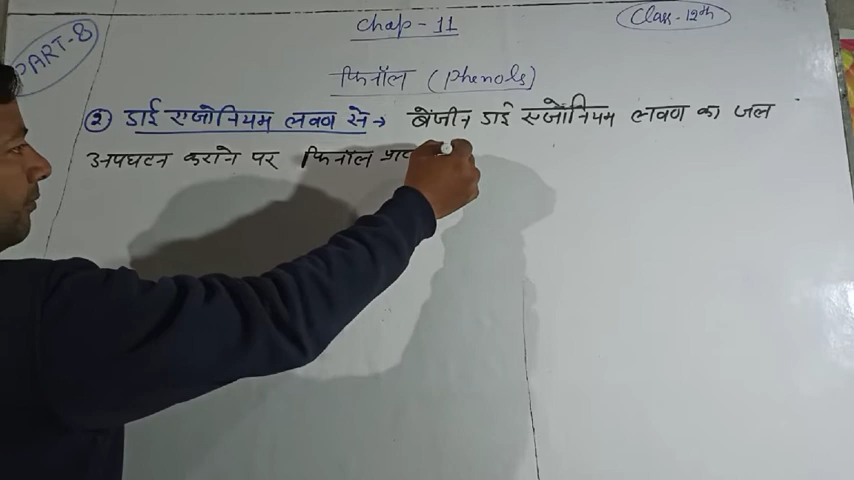 Chap-11
Class-12th
PART-8
फिनॉल (Phenols)
② डाई एजोनियम लवण से → बेंजीन डाई एजोनियम लवण का जल
अपघटन कराने पर फिनॉल